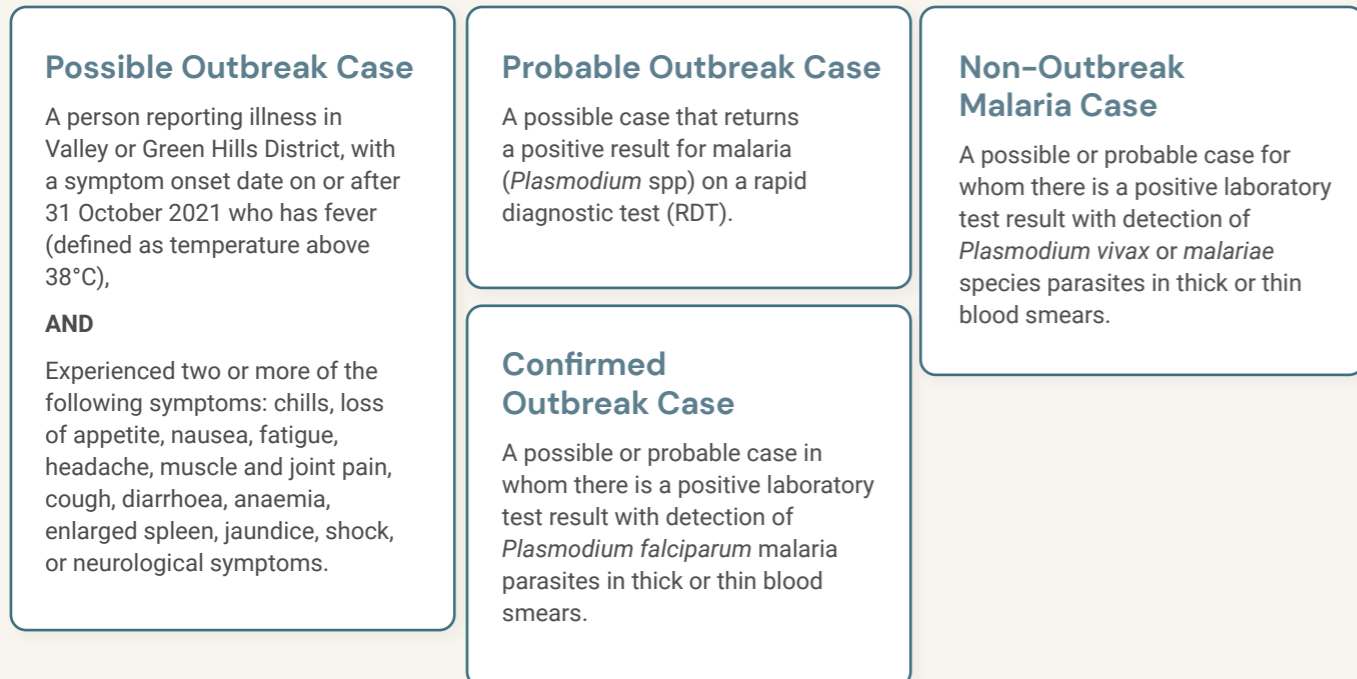 Possible Outbreak Case
A person reporting illness in
Valley or Green Hills District, with
a symptom onset date on or after
31 October 2021 who has fever
(defined as temperature above
38°C),
AND
Experienced two or more of the
following symptoms: chills, loss
of appetite, nausea, fatigue,
headache, muscle and joint pain,
cough, diarrhoea, anaemia,
enlarged spleen, jaundice, shock,
or neurological symptoms.
Probable Outbreak Case
A possible case that returns
a positive result for malaria
(Plasmodium spp) on a rapid
diagnostic test (RDT).
Confirmed
Outbreak Case
A possible or probable case in
whom there is a positive laboratory
test result with detection of
Plasmodium falciparum malaria
parasites in thick or thin blood
smears.
Non-Outbreak
Malaria Case
A possible or probable case for
whom there is a positive laboratory
test result with detection of
Plasmodium vivax or malariae
species parasites in thick or thin
blood smears.